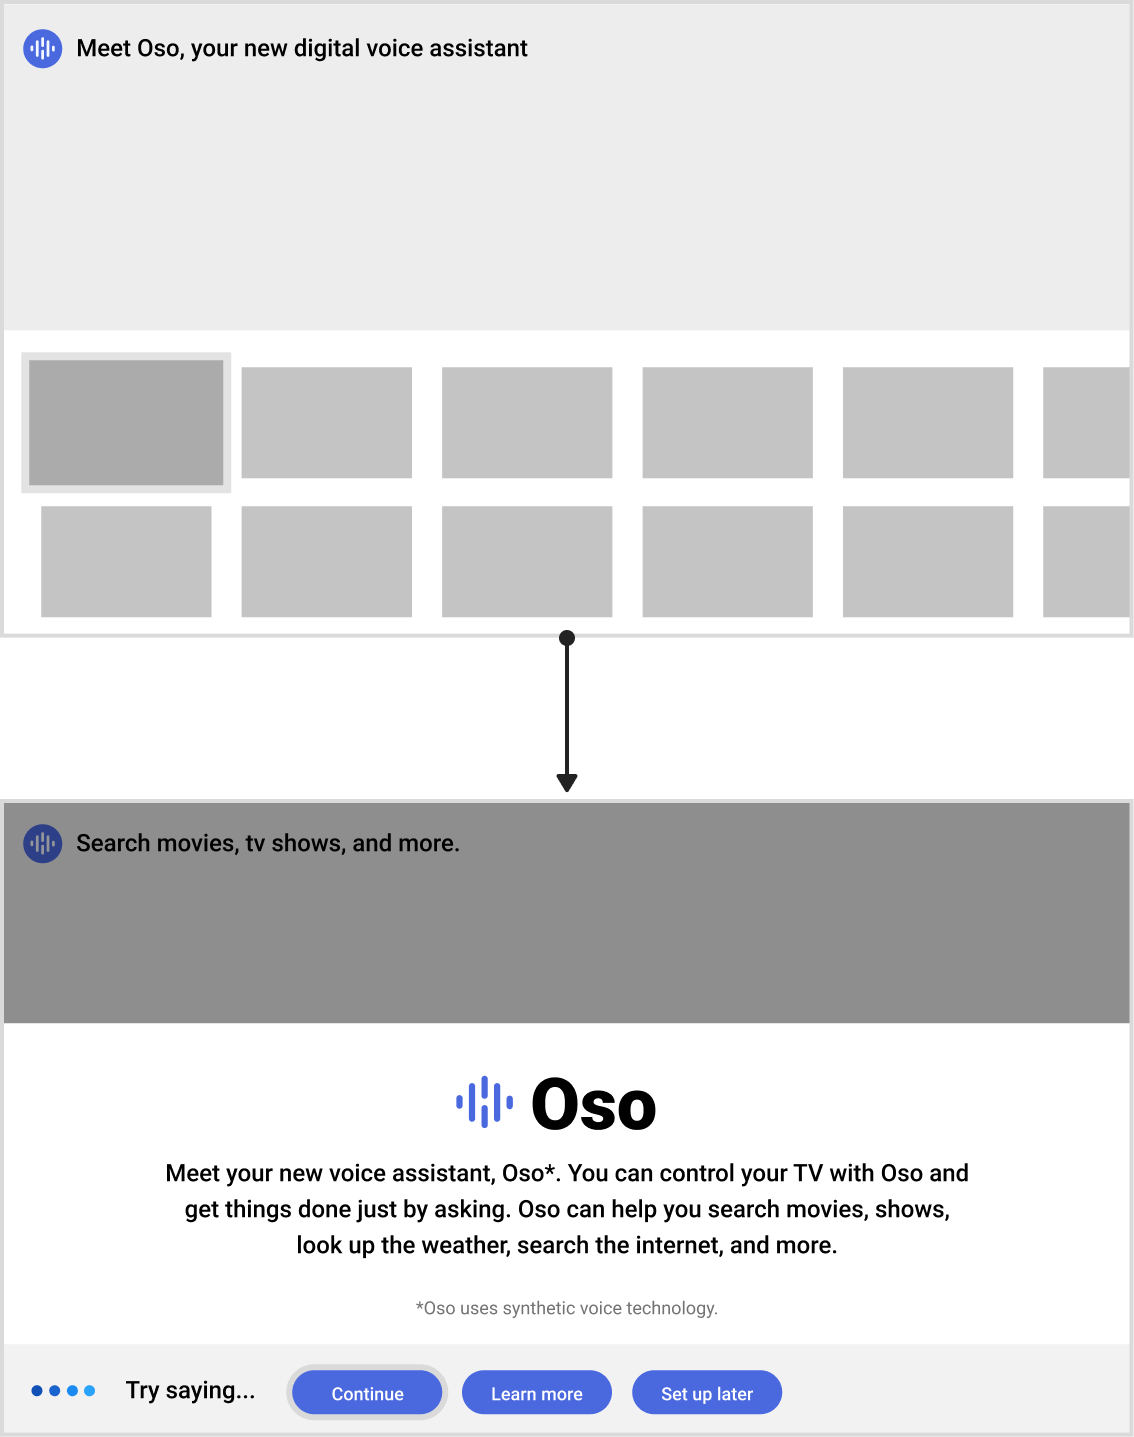 Meet Oso, your new digital voice assistant
Search movies, tv shows, and more.
Oso
Meet your new voice assistant, Oso*. You can control your TV with Oso and
get things done just by asking. Oso can help you search movies, shows,
look up the weather, search the internet, and more.
*Oso uses synthetic voice technology.
Try saying... Continue Learn more Set up later